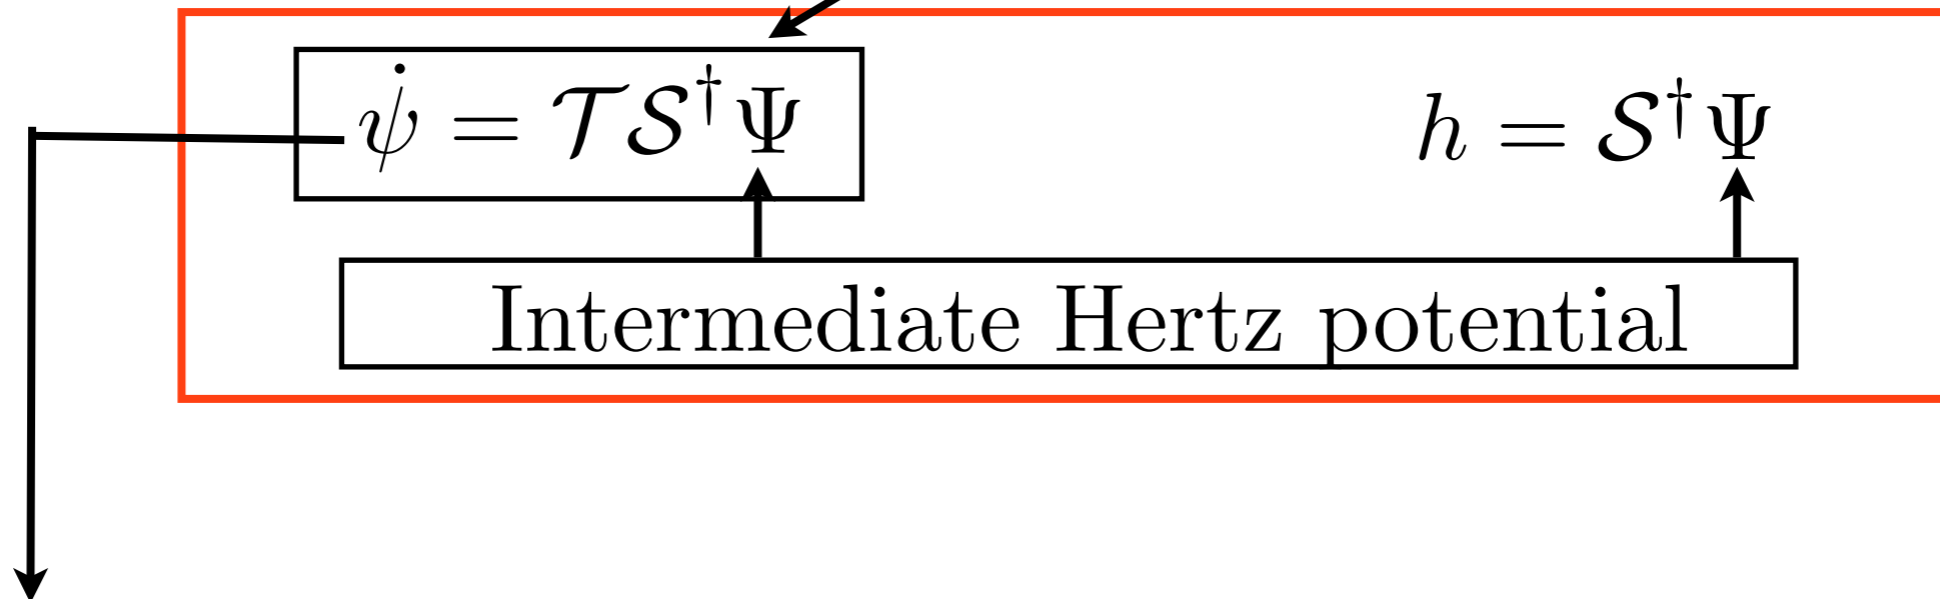 ψ̇ = 𝒯𝒮†Ψ
h = 𝒮†Ψ
Intermediate Hertz potential